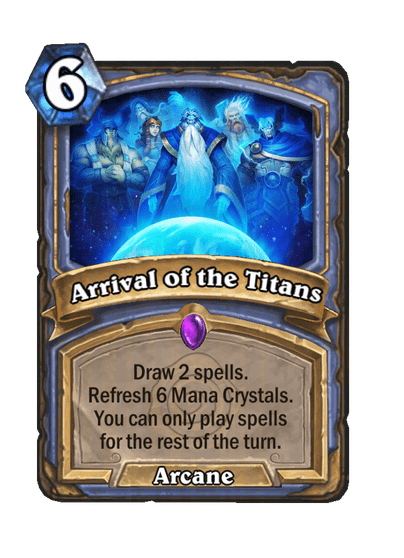 6
Arrival of the Titans
Draw 2 spells.
Refresh 6 Mana Crystals.
You can only play spells
for the rest of the turn.
Arcane